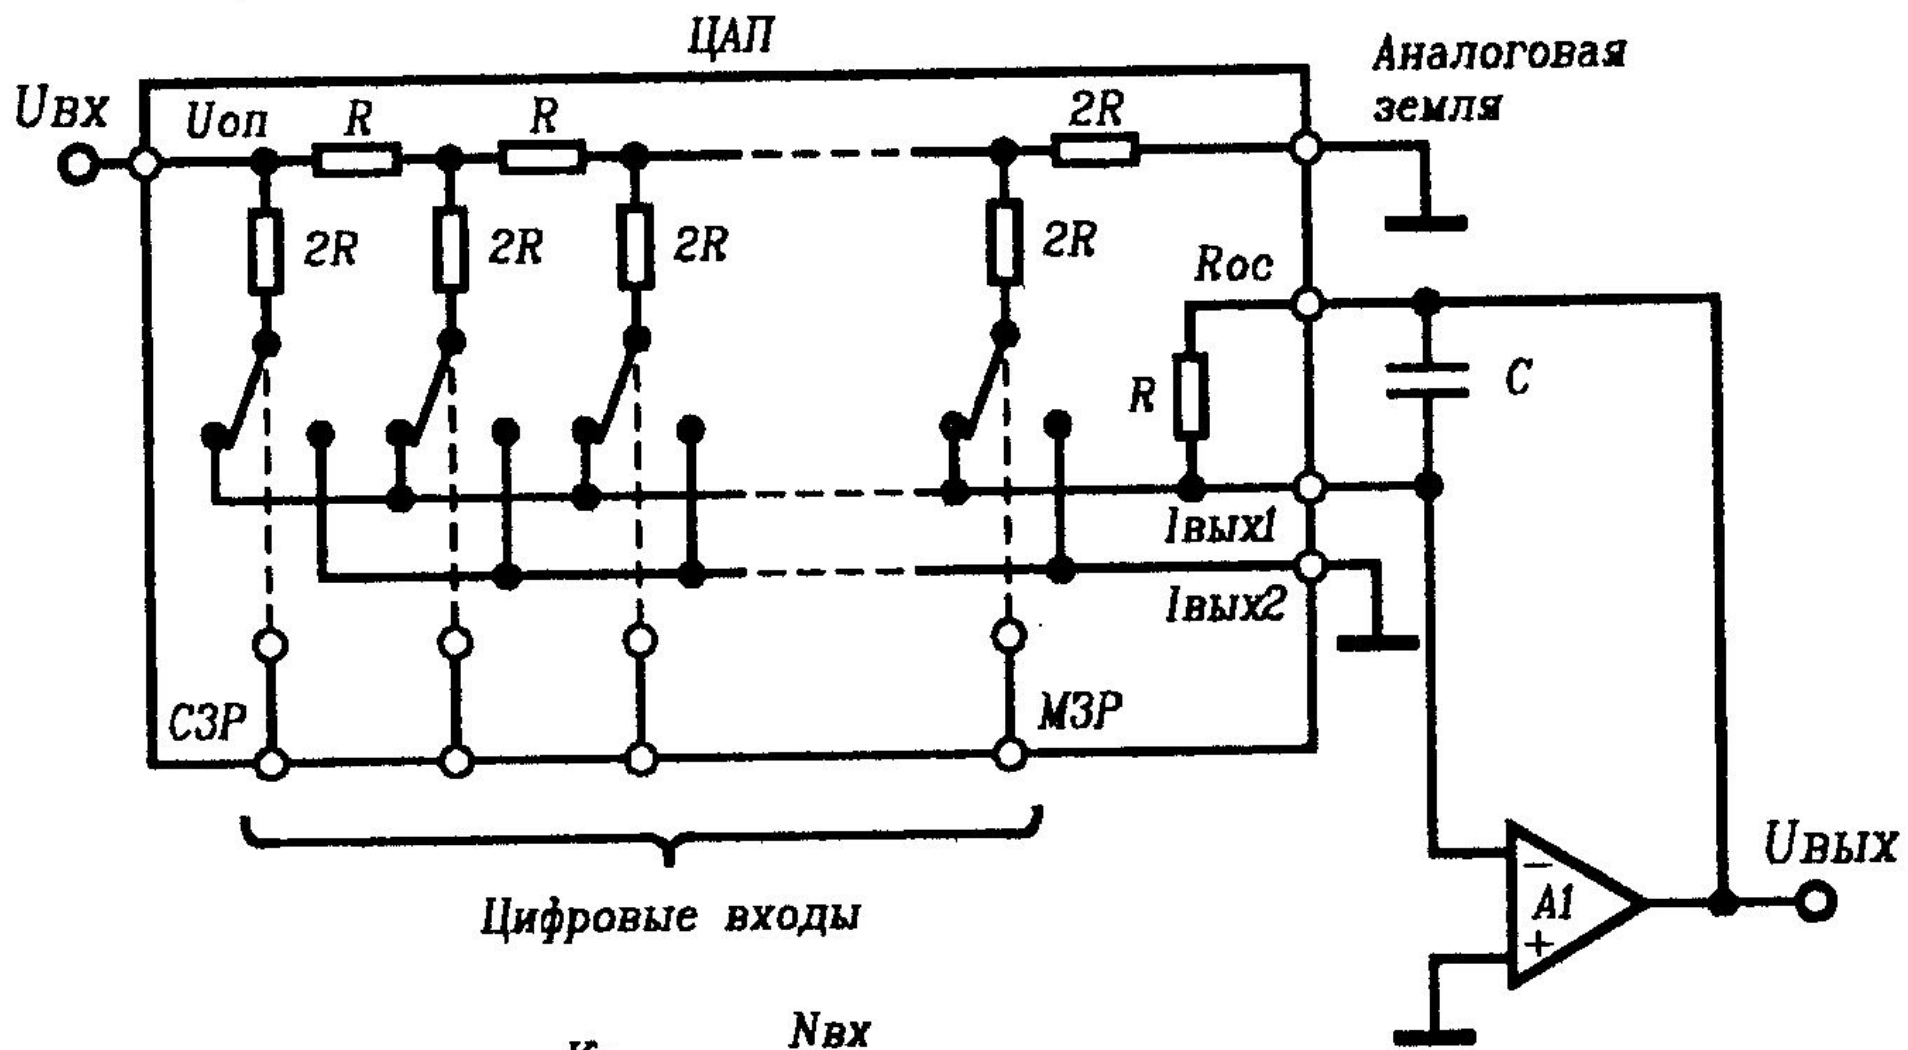 ЦАП
Аналоговая
земля
Uвх
Uоп
R
R
2R
2R
2R
2R
2R
Rос
R
C
Iвых1
Iвых2
СЗР
МЗР
Цифровые входы
Uвых
−
A1
+
Nвх